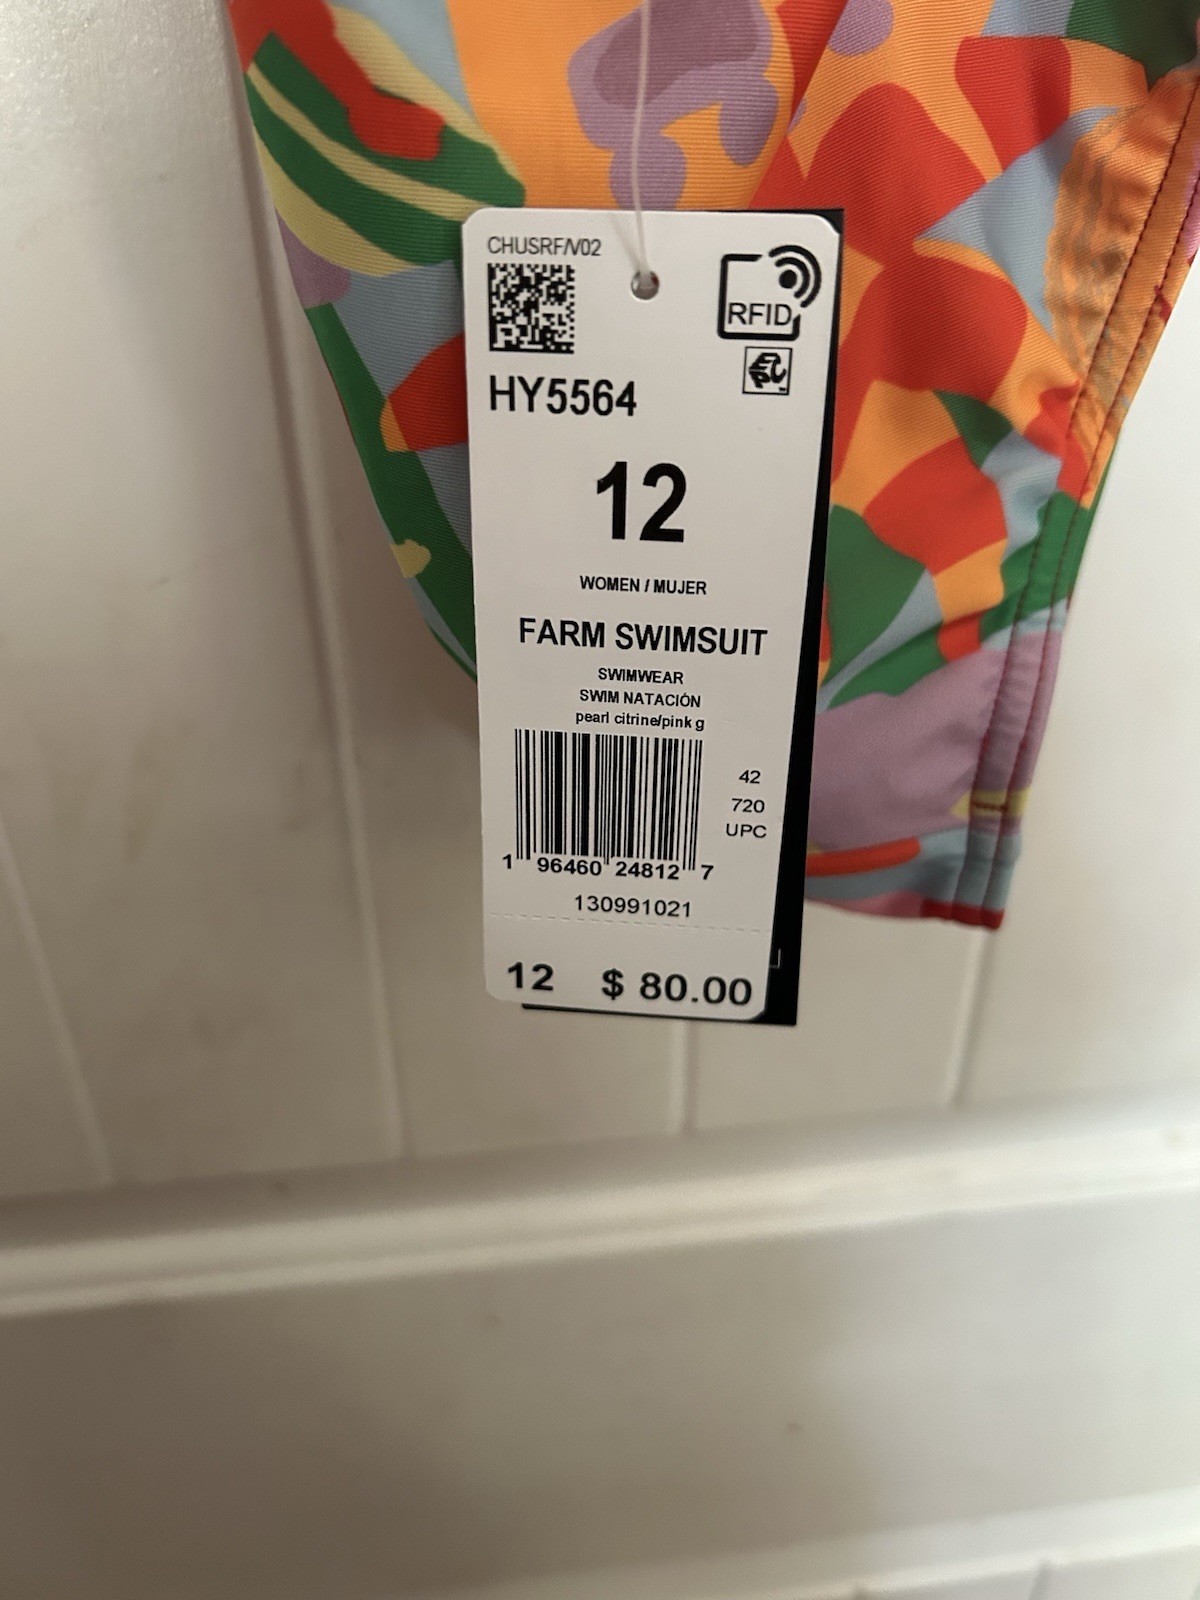 CHUSRF/V02
RFID
HY5564
12
WOMEN / MUJER
FARM SWIMSUIT
SWIMWEAR
SWIM NATACIÓN
pearl citrine/pink g
42
720
UPC
1 96460 24812 7
130991021
12 $ 80.00